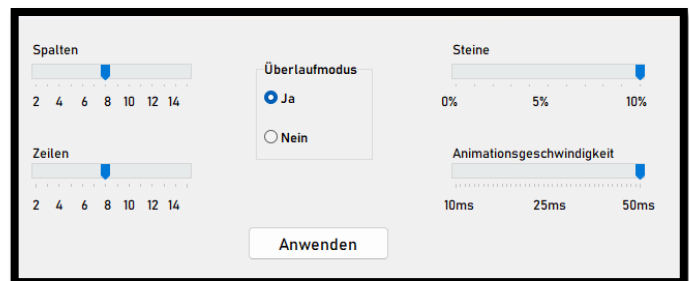 Spalten
2 4 6 8 10 12 14
Zeilen
2 4 6 8 10 12 14
Überlaufmodus
Ja
Nein
Anwenden
Steine
0% 5% 10%
Animationsgeschwindigkeit
10ms 25ms 50ms